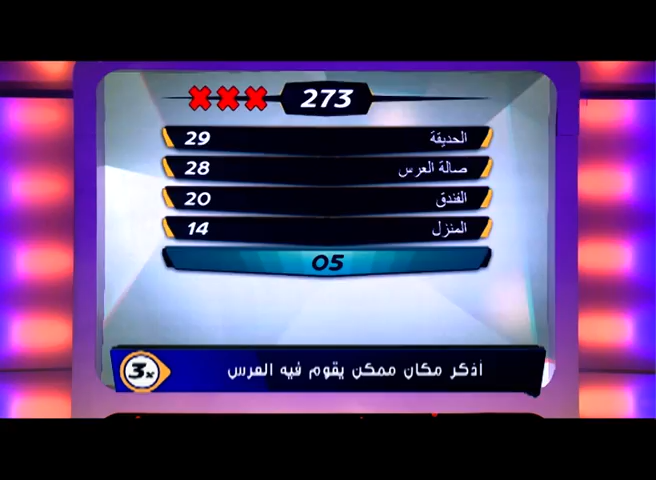 273
الحديقة 29
صالة العرس 28
الفندق 20
المنزل 14
05
أذكر مكان ممكن يقوم فيه العرس
3x